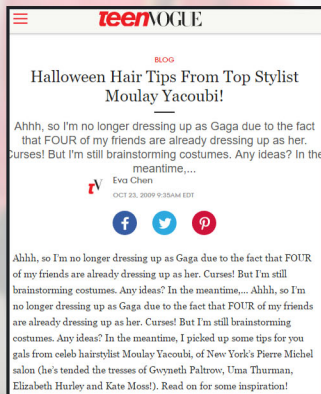 teenVOGUE
BLOG
Halloween Hair Tips From Top Stylist
Moulay Yacoubi!
Ahhh, so I'm no longer dressing up as Gaga due to the fact
that FOUR of my friends are already dressing up as her.
Curses! But I'm still brainstorming costumes. Any ideas? In the
meantime,...
tV
Eva Chen
OCT 23, 2009 9:35AM EDT
Ahhh, so I'm no longer dressing up as Gaga due to the fact that FOUR
of my friends are already dressing up as her. Curses! But I'm still
brainstorming costumes. Any ideas? In the meantime,... Ahhh, so I'm
no longer dressing up as Gaga due to the fact that FOUR of my friends
are already dressing up as her. Curses! But I'm still brainstorming
costumes. Any ideas? In the meantime, I picked up some tips for you
gals from celeb hairstylist Moulay Yacoubi, of New York's Pierre Michel
salon (he's tended the tresses of Gwyneth Paltrow, Uma Thurman,
Elizabeth Hurley and Kate Moss!). Read on for some inspiration!